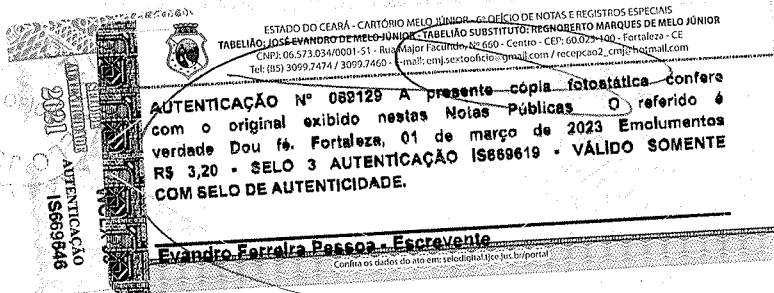 ESTADO DO CEARÁ - CARTÓRIO MELO JÚNIOR - 6º OFÍCIO DE NOTAS E REGISTROS ESPECIAIS
TABELIÃO: JOSÉ EVANDRO DE MELO JÚNIOR - TABELIÃO SUBSTITUTO: REGNOBERTO MARQUES DE MELO JÚNIOR
CNPJ: 06.573.034/0001-51 - Rua Major Facundo, Nº 660 - Centro - CEP: 60.025-100 - Fortaleza - CE
Tel: (85) 3099.7474 / 3099.7460 - E-mail: emj.sextooficio@gmail.com / recepcao2_cmj@hotmail.com
AUTENTICAÇÃO Nº 069129 A presente cópia fotostática confere
com o original exibido nestas Notas Públicas O referido é
verdade Dou fé. Fortaleza, 01 de março de 2023 Emolumentos
R$ 3,20 - SELO 3 AUTENTICAÇÃO IS669619 - VÁLIDO SOMENTE
COM SELO DE AUTENTICIDADE.
Evandro Ferreira Pessoa - Escrevente
Confira os dados do ato em: selodigital.tjce.jus.br/portal
2021
AUTENTICAÇÃO
IS669646